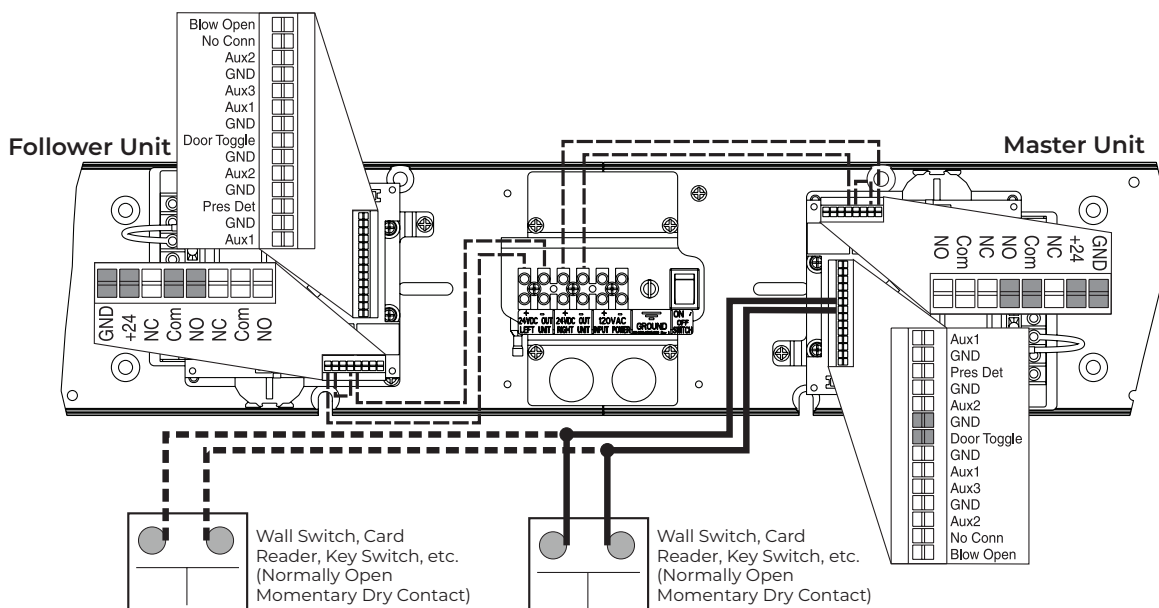 Blow Open
No Conn
Aux2
GND
Aux3
Aux1
GND
Door Toggle
GND
Aux2
GND
Pres Det
GND
Aux1
Follower Unit
Master Unit
GND
+24
NC
Com
NO
NC
Com
NO
+ - + - + -
24VDC OUT 24VDC OUT 120VAC
LEFT UNIT RIGHT UNIT INPUT POWER
GROUND
ON /
OFF
SWITCH
NO
Com
NC
NO
Com
NC
+24
GND
Aux1
GND
Pres Det
GND
Aux2
GND
Door Toggle
GND
Aux1
Aux3
GND
Aux2
No Conn
Blow Open
Wall Switch, Card
Reader, Key Switch, etc.
(Normally Open
Momentary Dry Contact)
Wall Switch, Card
Reader, Key Switch, etc.
(Normally Open
Momentary Dry Contact)